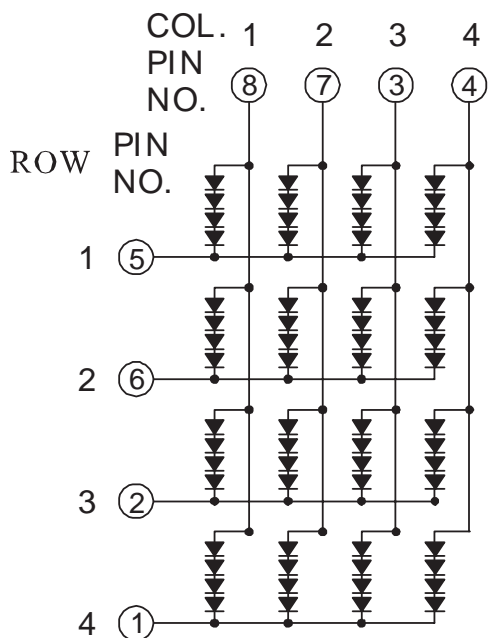 COL. 1 2 3 4
PIN
NO. 8 7 3 4
ROW PIN
NO.
1 5
2 6
3 2
4 1